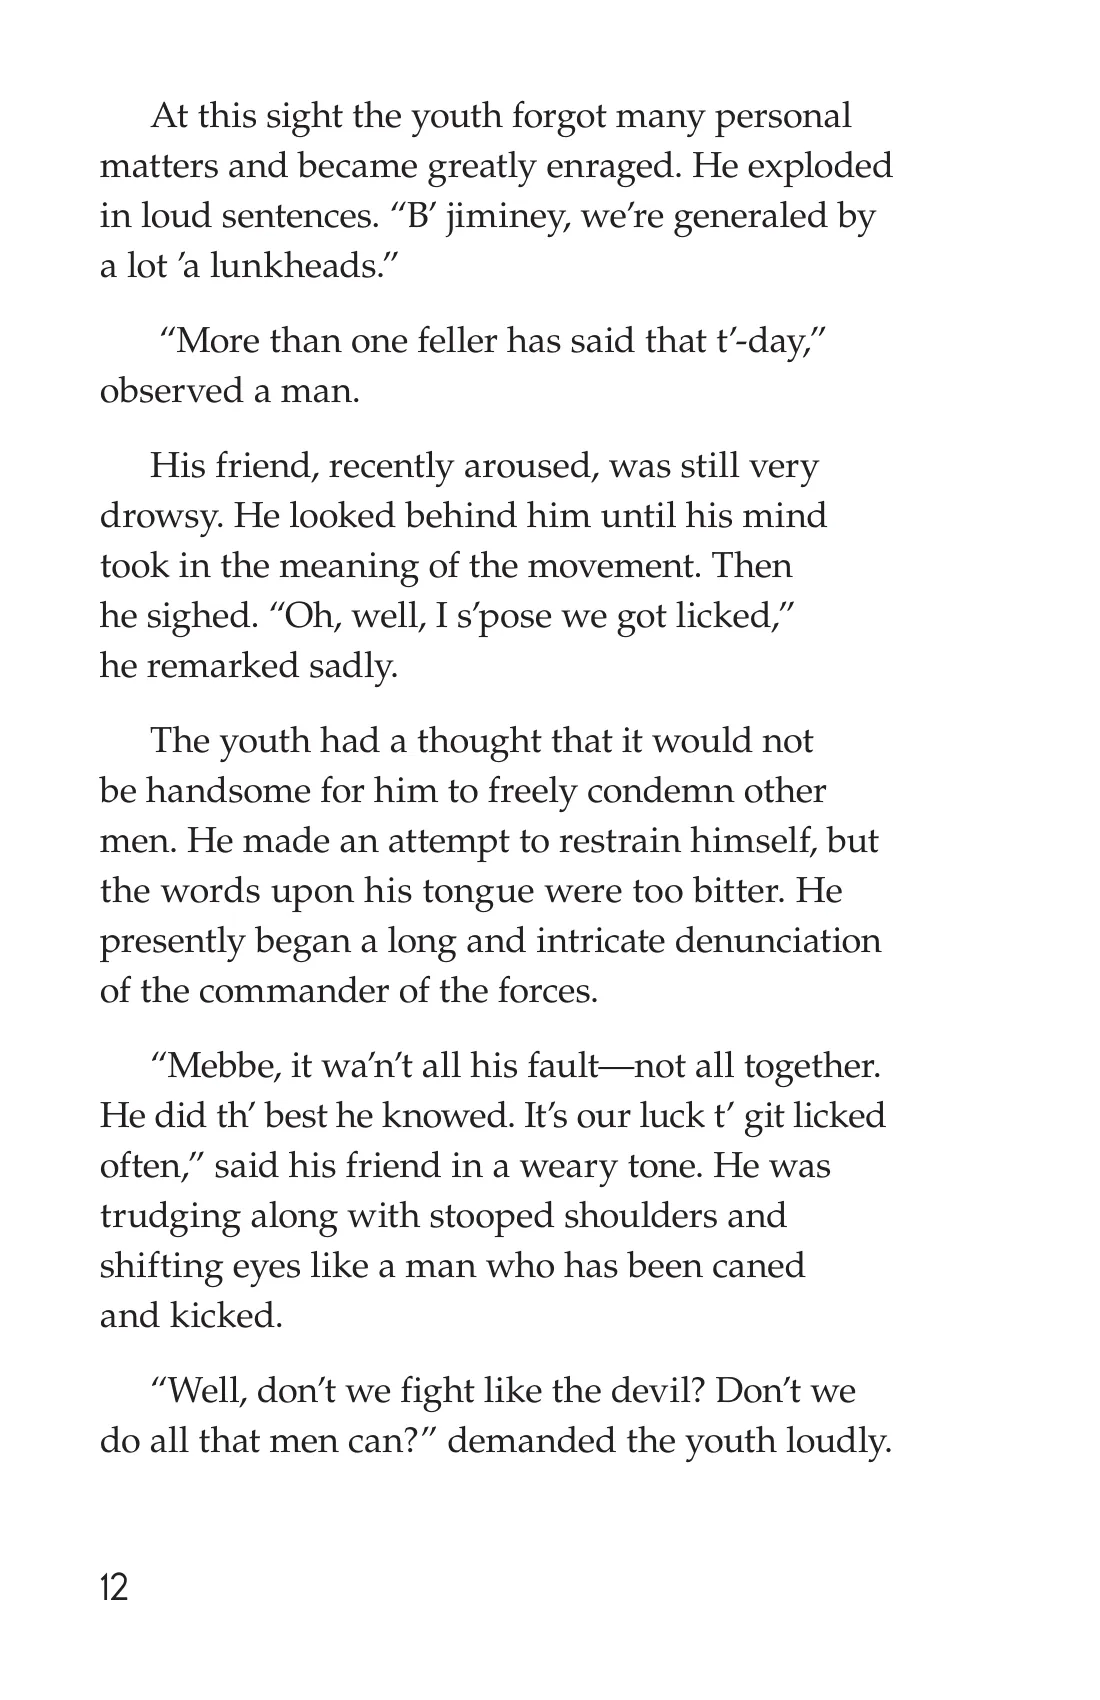 At this sight the youth forgot many personal
matters and became greatly enraged. He exploded
in loud sentences. “B’ jiminey, we’re generaled by
a lot ’a lunkheads.”
“More than one feller has said that t’-day,”
observed a man.
His friend, recently aroused, was still very
drowsy. He looked behind him until his mind
took in the meaning of the movement. Then
he sighed. “Oh, well, I s’pose we got licked,”
he remarked sadly.
The youth had a thought that it would not
be handsome for him to freely condemn other
men. He made an attempt to restrain himself, but
the words upon his tongue were too bitter. He
presently began a long and intricate denunciation
of the commander of the forces.
“Mebbe, it wa’n’t all his fault—not all together.
He did th’ best he knowed. It’s our luck t’ git licked
often,” said his friend in a weary tone. He was
trudging along with stooped shoulders and
shifting eyes like a man who has been caned
and kicked.
“Well, don’t we fight like the devil? Don’t we
do all that men can?” demanded the youth loudly.
12